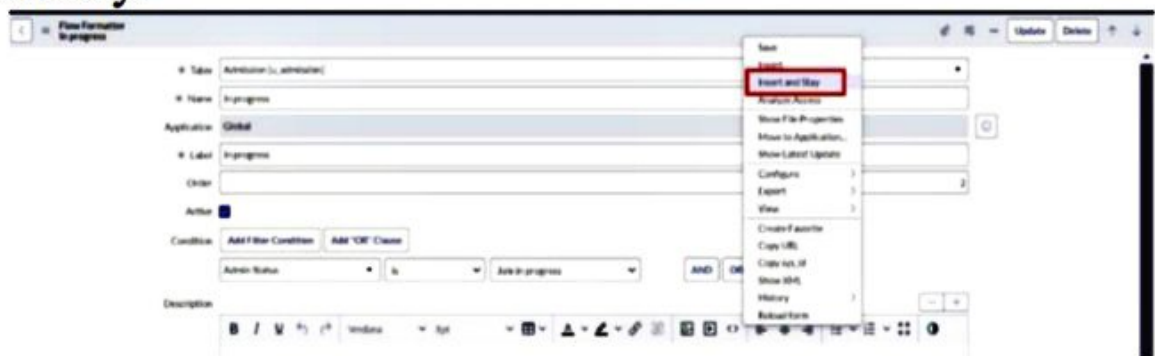 Flow Formatter
In progress
Update
Delete
Table
Admission [u_admission]
Name
In progress
Application
Global
Label
In progress
Order
2
Active
Condition
Add Filter Condition
Add "OR" Clause
Admin Status
is
in progress
AND
OR
Description
B I U
Verdana
8pt
Save
Insert
Insert and Stay
Analyze Access
Show File Properties
Move to Application...
Show Latest Update
Configure
Export
View
Create Favorite
Copy URL
Copy sys_id
Show XML
History
Reload form